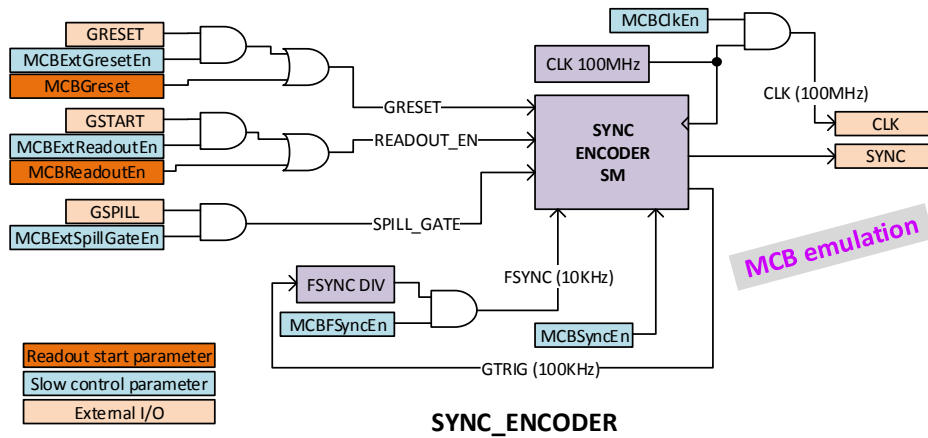 GRESET
MCBExtGresetEn
MCBGreset
GSTART
MCBExtReadoutEn
MCBReadoutEn
GSPILL
MCBExtSpillGateEn
GRESET
READOUT_EN
SPILL_GATE
MCBClkEn
CLK 100MHz
SYNC
ENCODER
SM
CLK (100MHz)
CLK
SYNC
MCB emulation
FSYNC DIV
MCBFSyncEn
FSYNC (10KHz)
MCBSyncEn
GTRIG (100KHz)
Readout start parameter
Slow control parameter
External I/O
SYNC_ENCODER